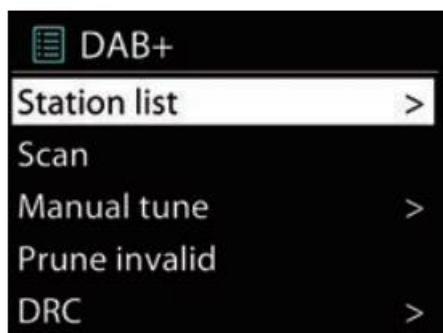 DAB+
Station list >
Scan
Manual tune >
Prune invalid
DRC >